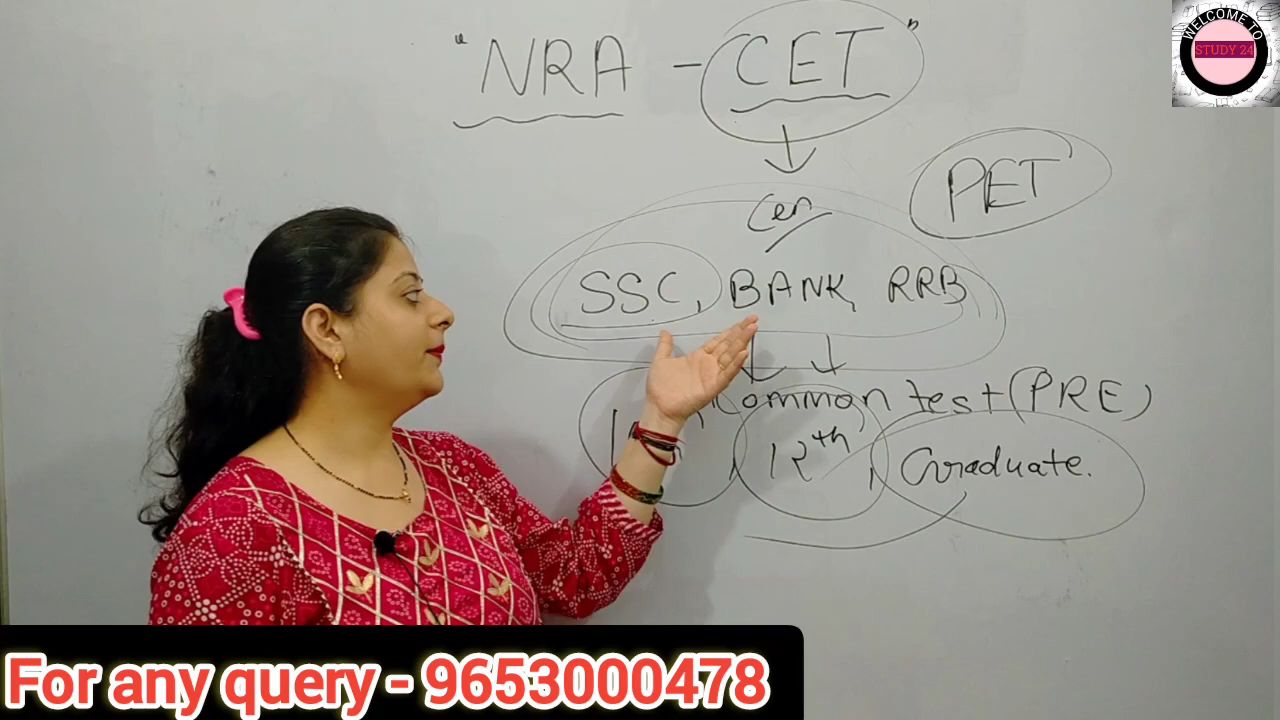 "NRA - CET"
WELCOME TO
STUDY 24
PET
Cen
SSC, BANK, RRB
Common test (PRE)
, 12th, Graduate.
For any query - 9653000478